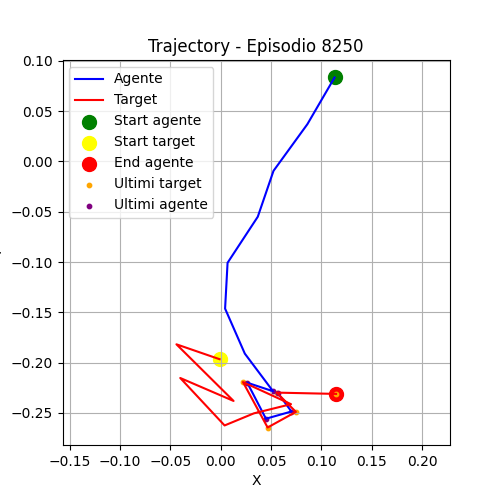 Trajectory - Episodio 8250
Agente
Target
Start agente
Start target
End agente
Ultimi target
Ultimi agente
0.10
0.05
0.00
−0.05
−0.10
−0.15
−0.20
−0.25
−0.15
−0.10
−0.05
0.00
0.05
0.10
0.15
0.20
X